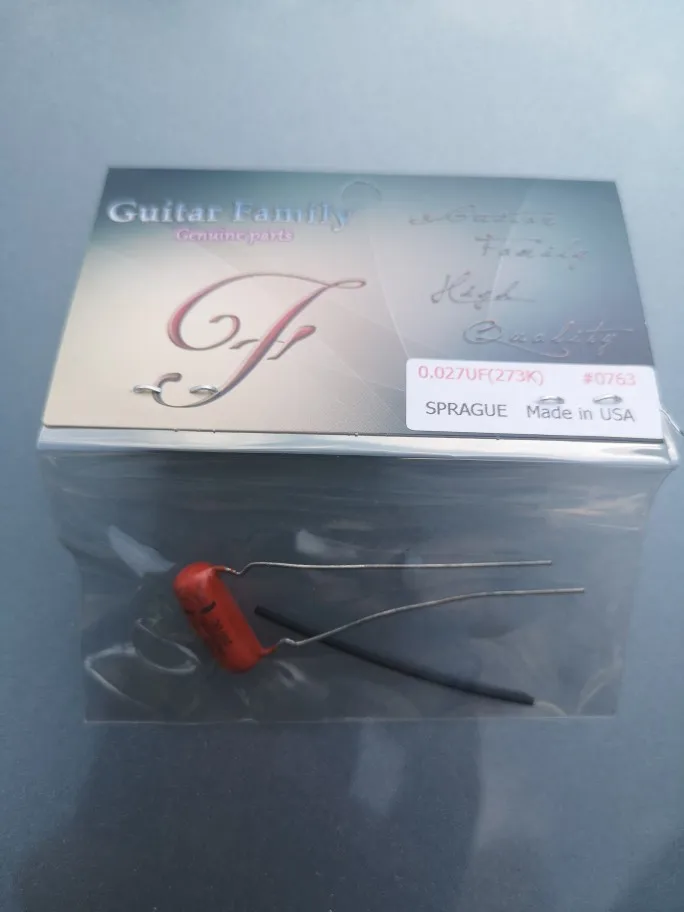 Guitar Family
Genuine parts
Guitar
Family
High
Quality
0.027UF(273K) #0763
SPRAGUE Made in USA